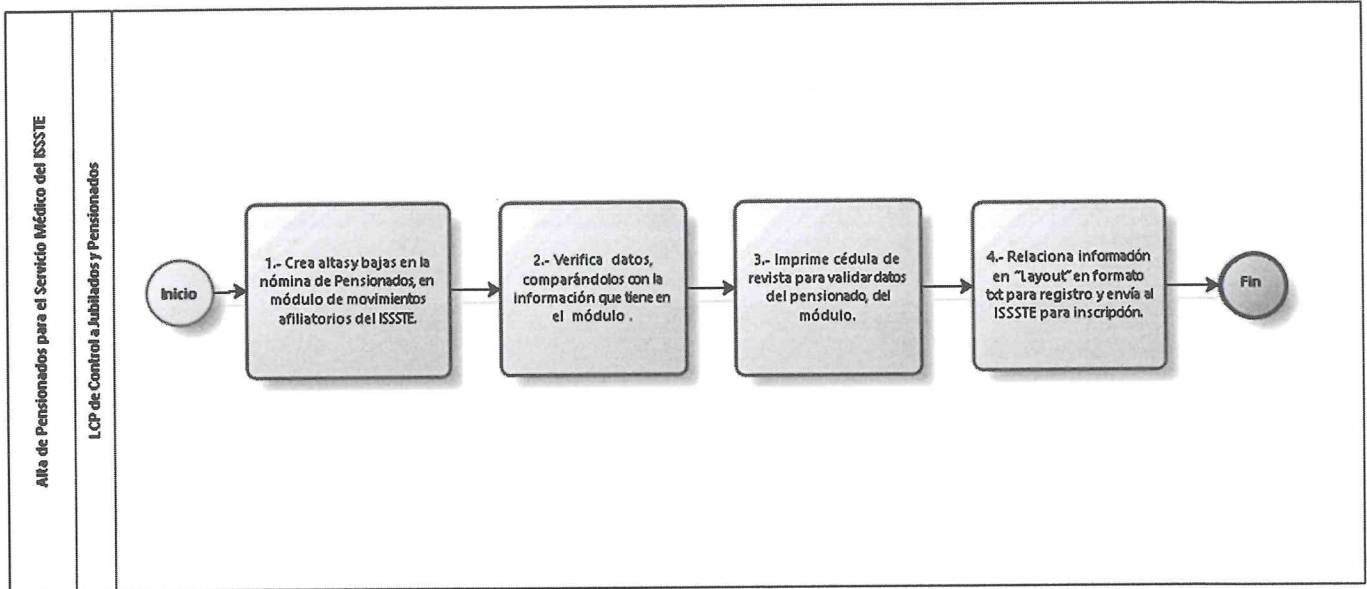 Alta de Pensionados para el Servicio Médico del ISSSTE
LCP de Control a Jubilados y Pensionados
Inicio
1.- Crea altas y bajas en la
nómina de Pensionados, en
módulo de movimientos
afiliatorios del ISSSTE.
2.- Verifica datos,
comparándolos con la
información que tiene en
el módulo .
3.- Imprime cédula de
revista para validar datos
del pensionado, del
módulo.
4.- Relaciona información
en "Layout" en formato
txt para registro y envía al
ISSSTE para inscripción.
Fin